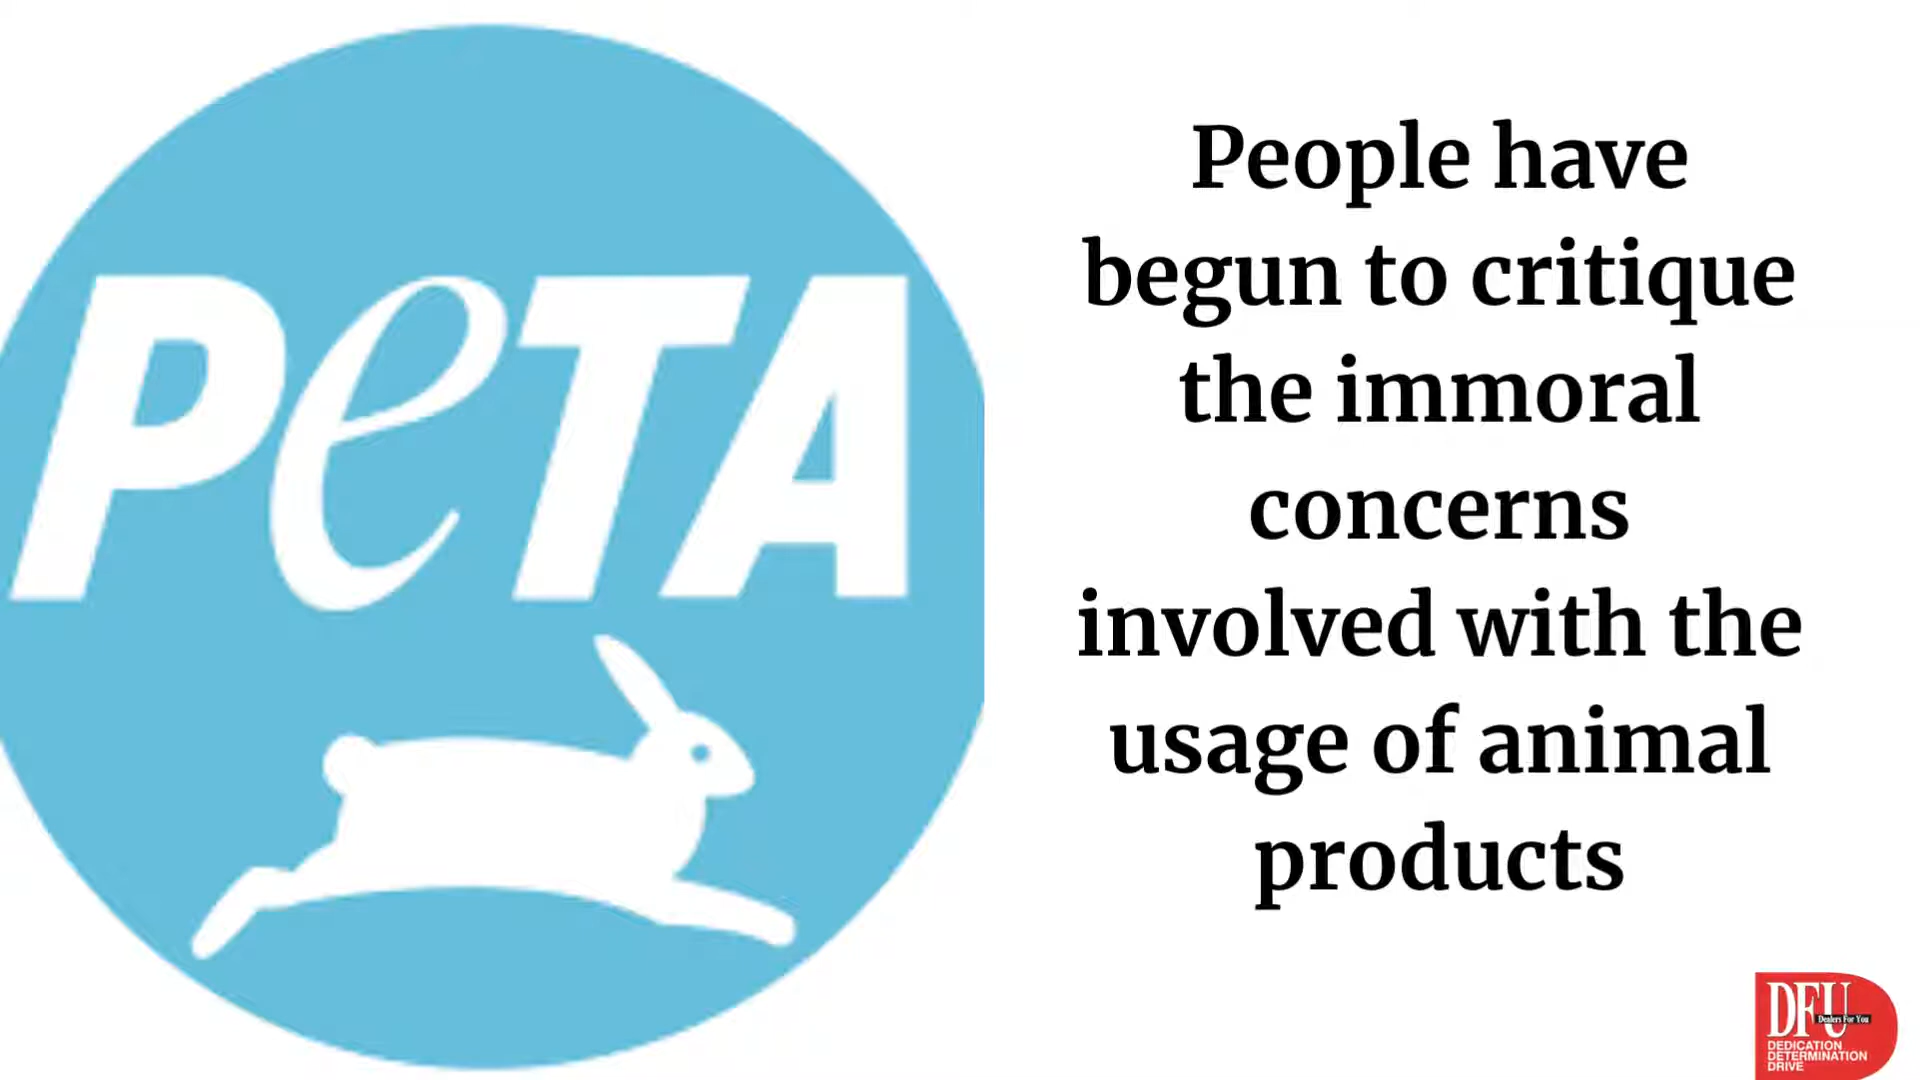 PeTA
People have
begun to critique
the immoral
concerns
involved with the
usage of animal
products
DFU
Dealers For You
DEDICATION
DETERMINATION
DRIVE